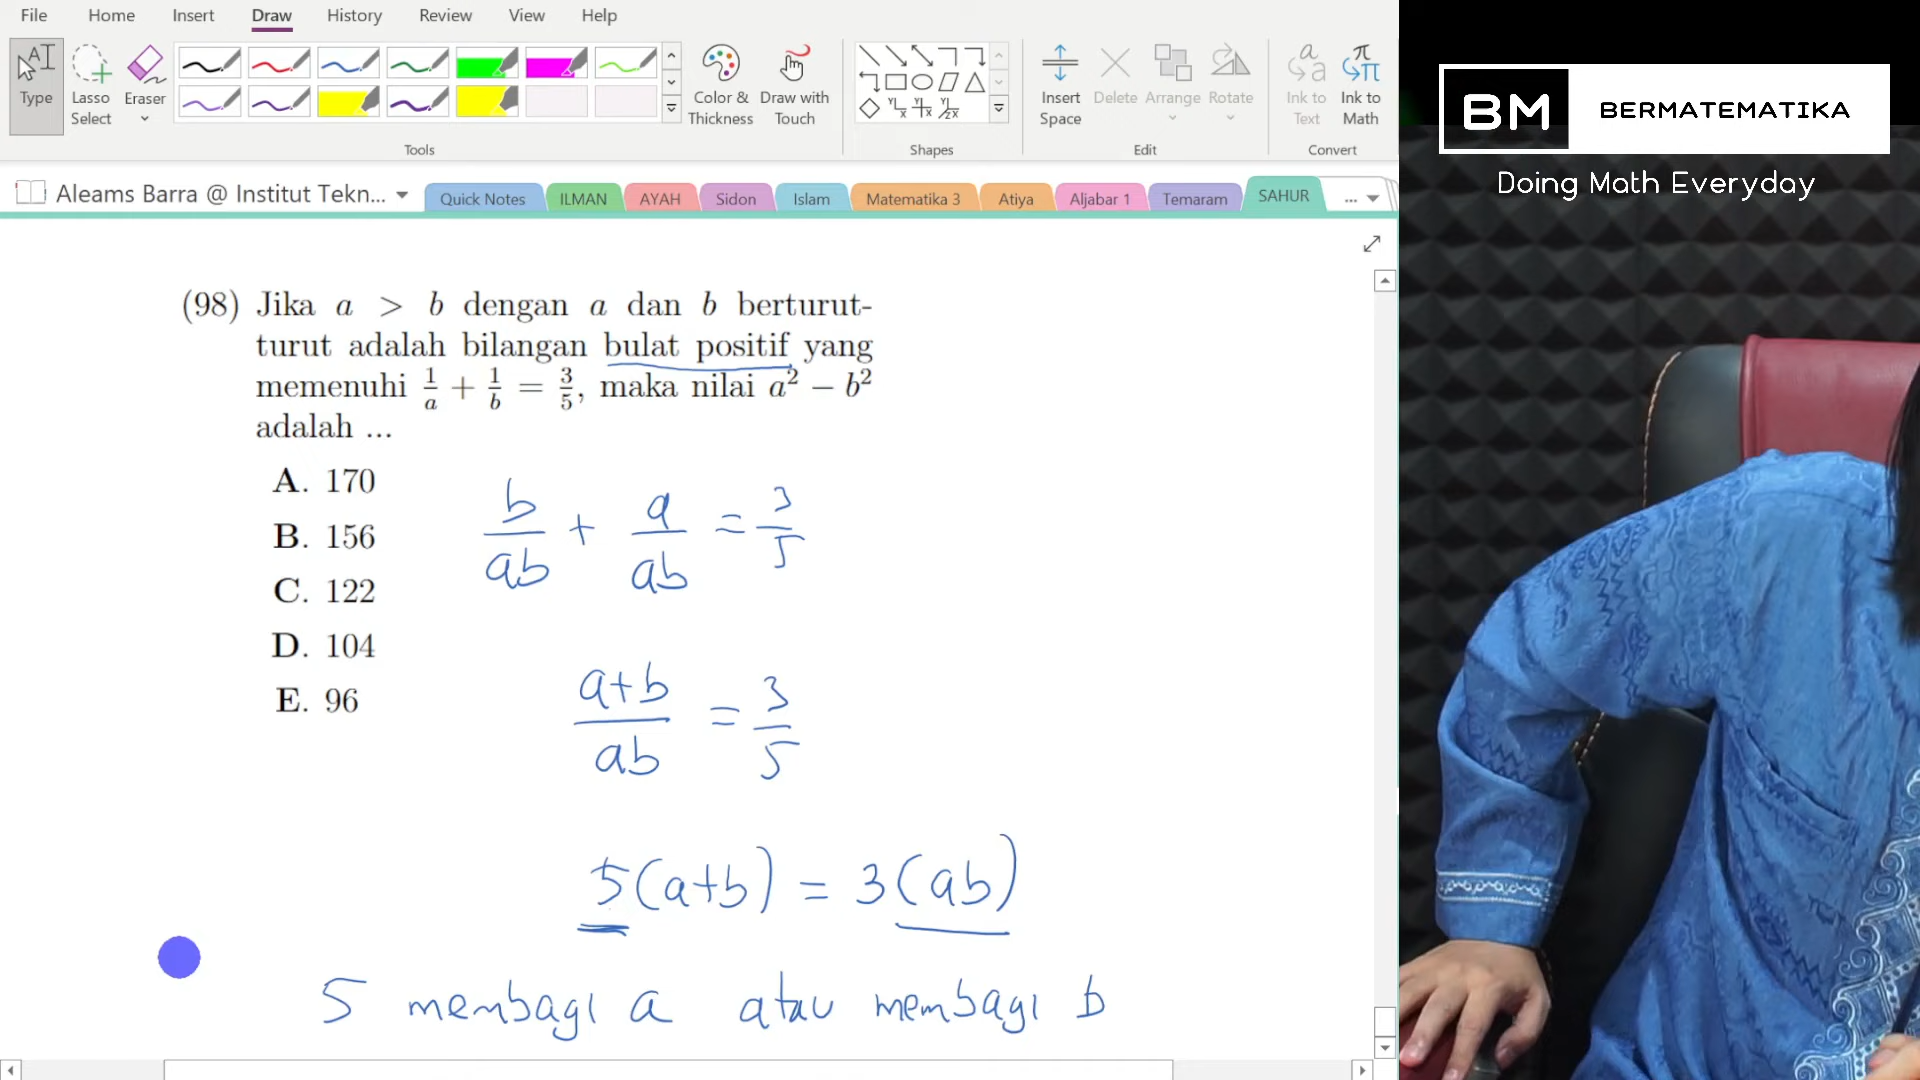 File Home Insert Draw History Review View Help
Type
Lasso Select
Eraser
Color & Thickness
Draw with Touch
Insert Space
Delete
Arrange
Rotate
Ink to Text
Ink to Math
Tools
Shapes
Edit
Convert
Aleams Barra @ Institut Tekn...
Quick Notes ILMAN AYAH Sidon Islam Matematika 3 Atiya Aljabar 1 Temaram SAHUR ...
BM BERMATEMATIKA
Doing Math Everyday
(98) Jika a > b dengan a dan b berturut-
turut adalah bilangan bulat positif yang
memenuhi 1/a + 1/b = 3/5, maka nilai a² − b²
adalah ...
A. 170
B. 156
C. 122
D. 104
E. 96
b/ab + a/ab = 3/5
a+b/ab = 3/5
5(a+b) = 3(ab)
5 membagi a atau membagi b